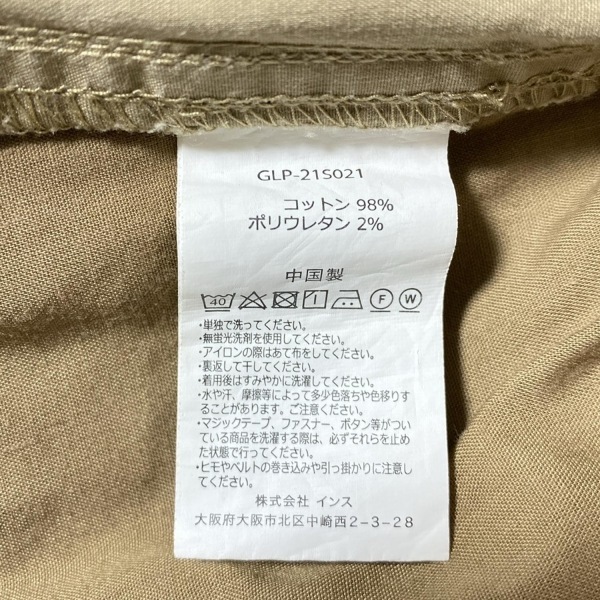 GLP-21S021
コットン 98%
ポリウレタン 2%
中国製
40 F W
・単独で洗ってください。
・無蛍光洗剤を使用してください。
・アイロンの際はあて布をしてください。
・裏返して干してください。
・着用後はすみやかに洗濯してください。
・水や汗、摩擦等によって多少色落ちや色移りす
ることがあります。ご注意ください。
・マジックテープ、ファスナー、ボタン等がつい
ている商品を洗濯する際は、必ずそれらを止め
た状態で行ってください。
・ヒモやベルトの巻き込みや引っ掛かりに注意し
てください。
株式会社 インス
大阪府大阪市北区中崎西2-3-28